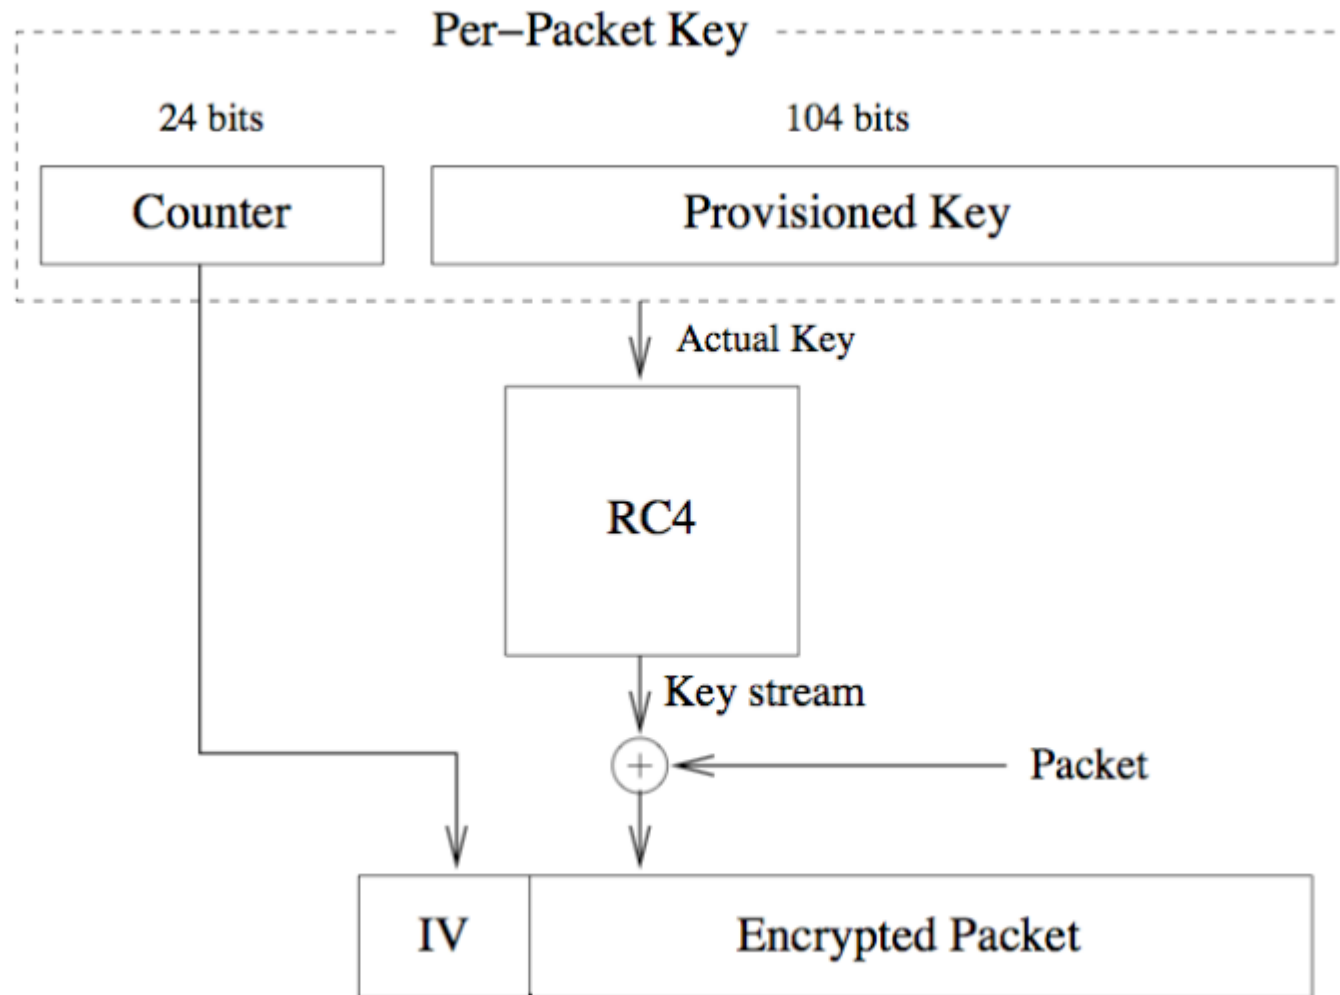 Per–Packet Key
24 bits
104 bits
Counter
Provisioned Key
Actual Key
RC4
Key stream
+
Packet
IV
Encrypted Packet